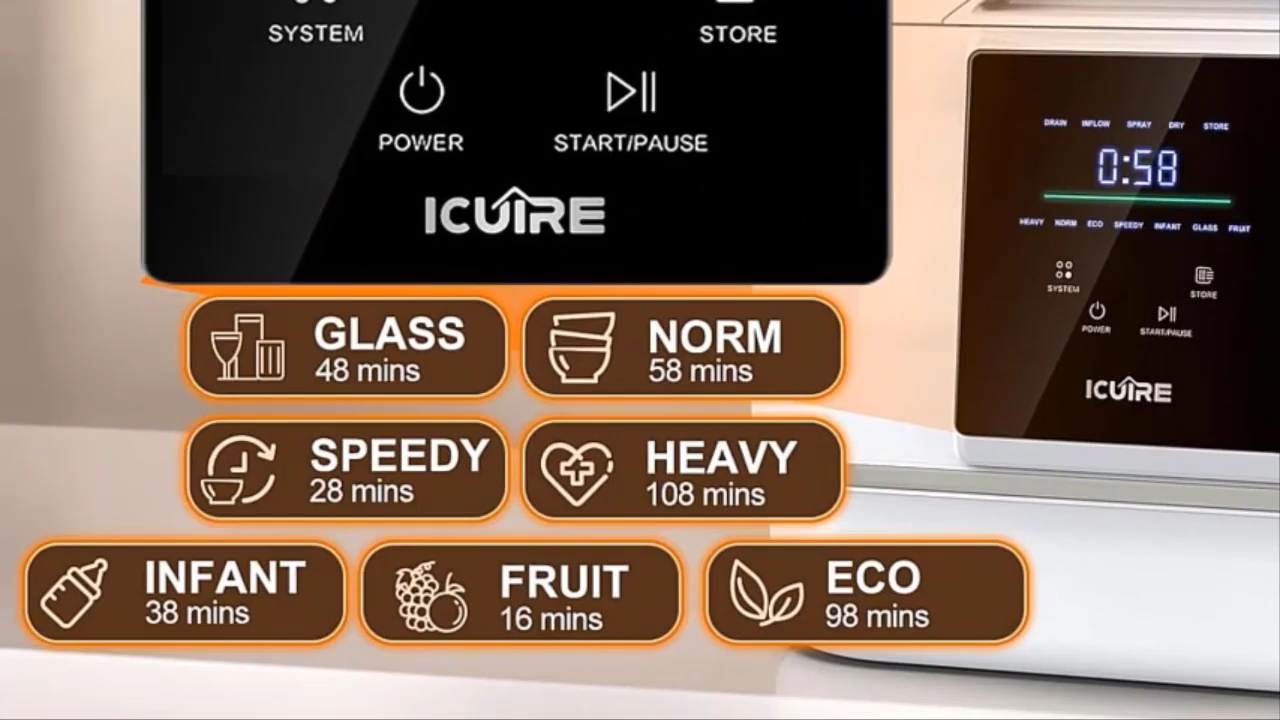 SYSTEM
STORE
POWER
START/PAUSE
ICUIRE
GLASS
48 mins
NORM
58 mins
SPEEDY
28 mins
HEAVY
108 mins
INFANT
38 mins
FRUIT
16 mins
ECO
98 mins
DRAIN INFLOW SPRAY DRY STORE
0:58
HEAVY NORM ECO SPEEDY INFANT GLASS FRUIT
SYSTEM
STORE
POWER
START/PAUSE
ICUIRE